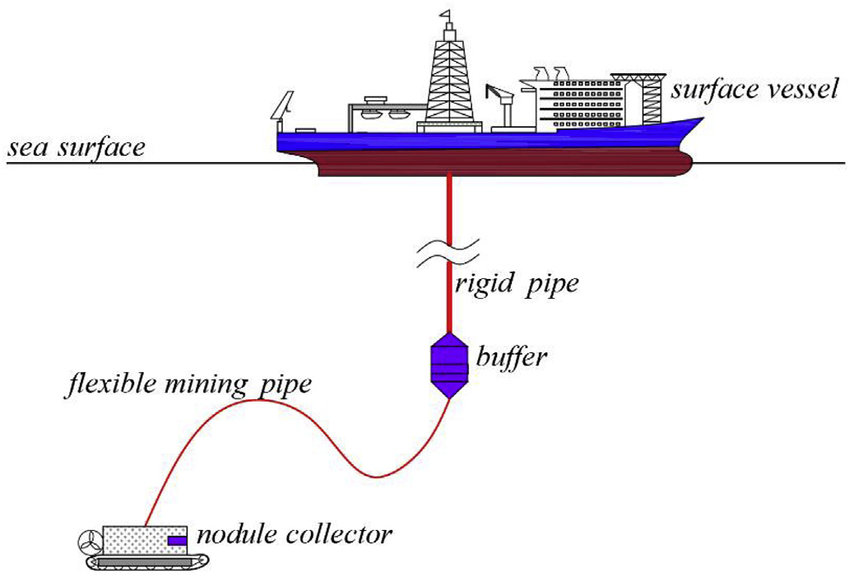 surface vessel
sea surface
rigid pipe
buffer
flexible mining pipe
nodule collector